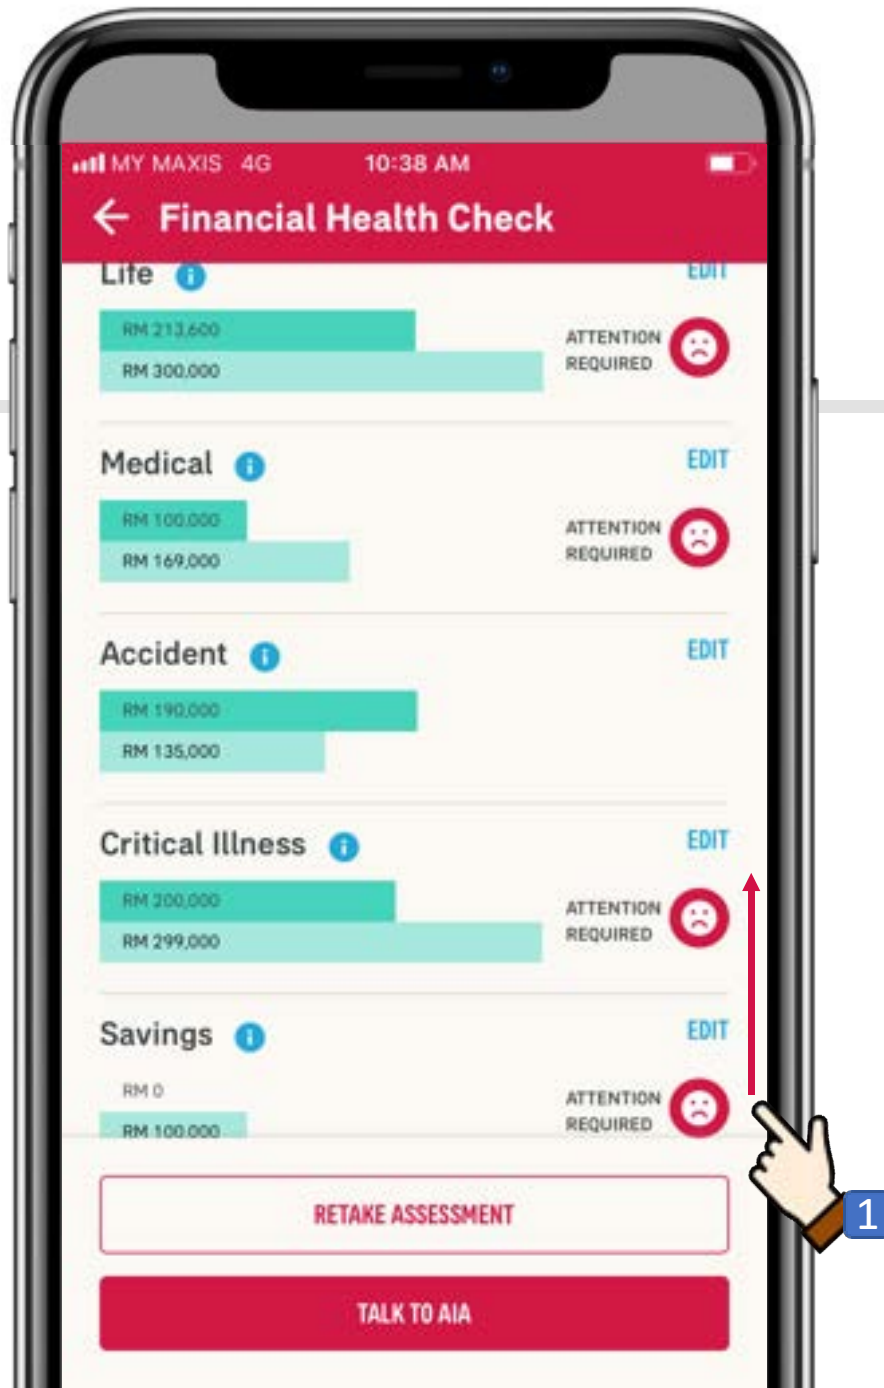 MY MAXIS 4G 10:38 AM
Financial Health Check
Life EDIT
RM 213,600
RM 300,000
ATTENTION
REQUIRED
Medical EDIT
RM 100,000
RM 169,000
ATTENTION
REQUIRED
Accident EDIT
RM 190,000
RM 135,000
Critical Illness EDIT
RM 200,000
RM 299,000
ATTENTION
REQUIRED
Savings EDIT
RM 0
RM 100,000
ATTENTION
REQUIRED
1
RETAKE ASSESSMENT
TALK TO AIA